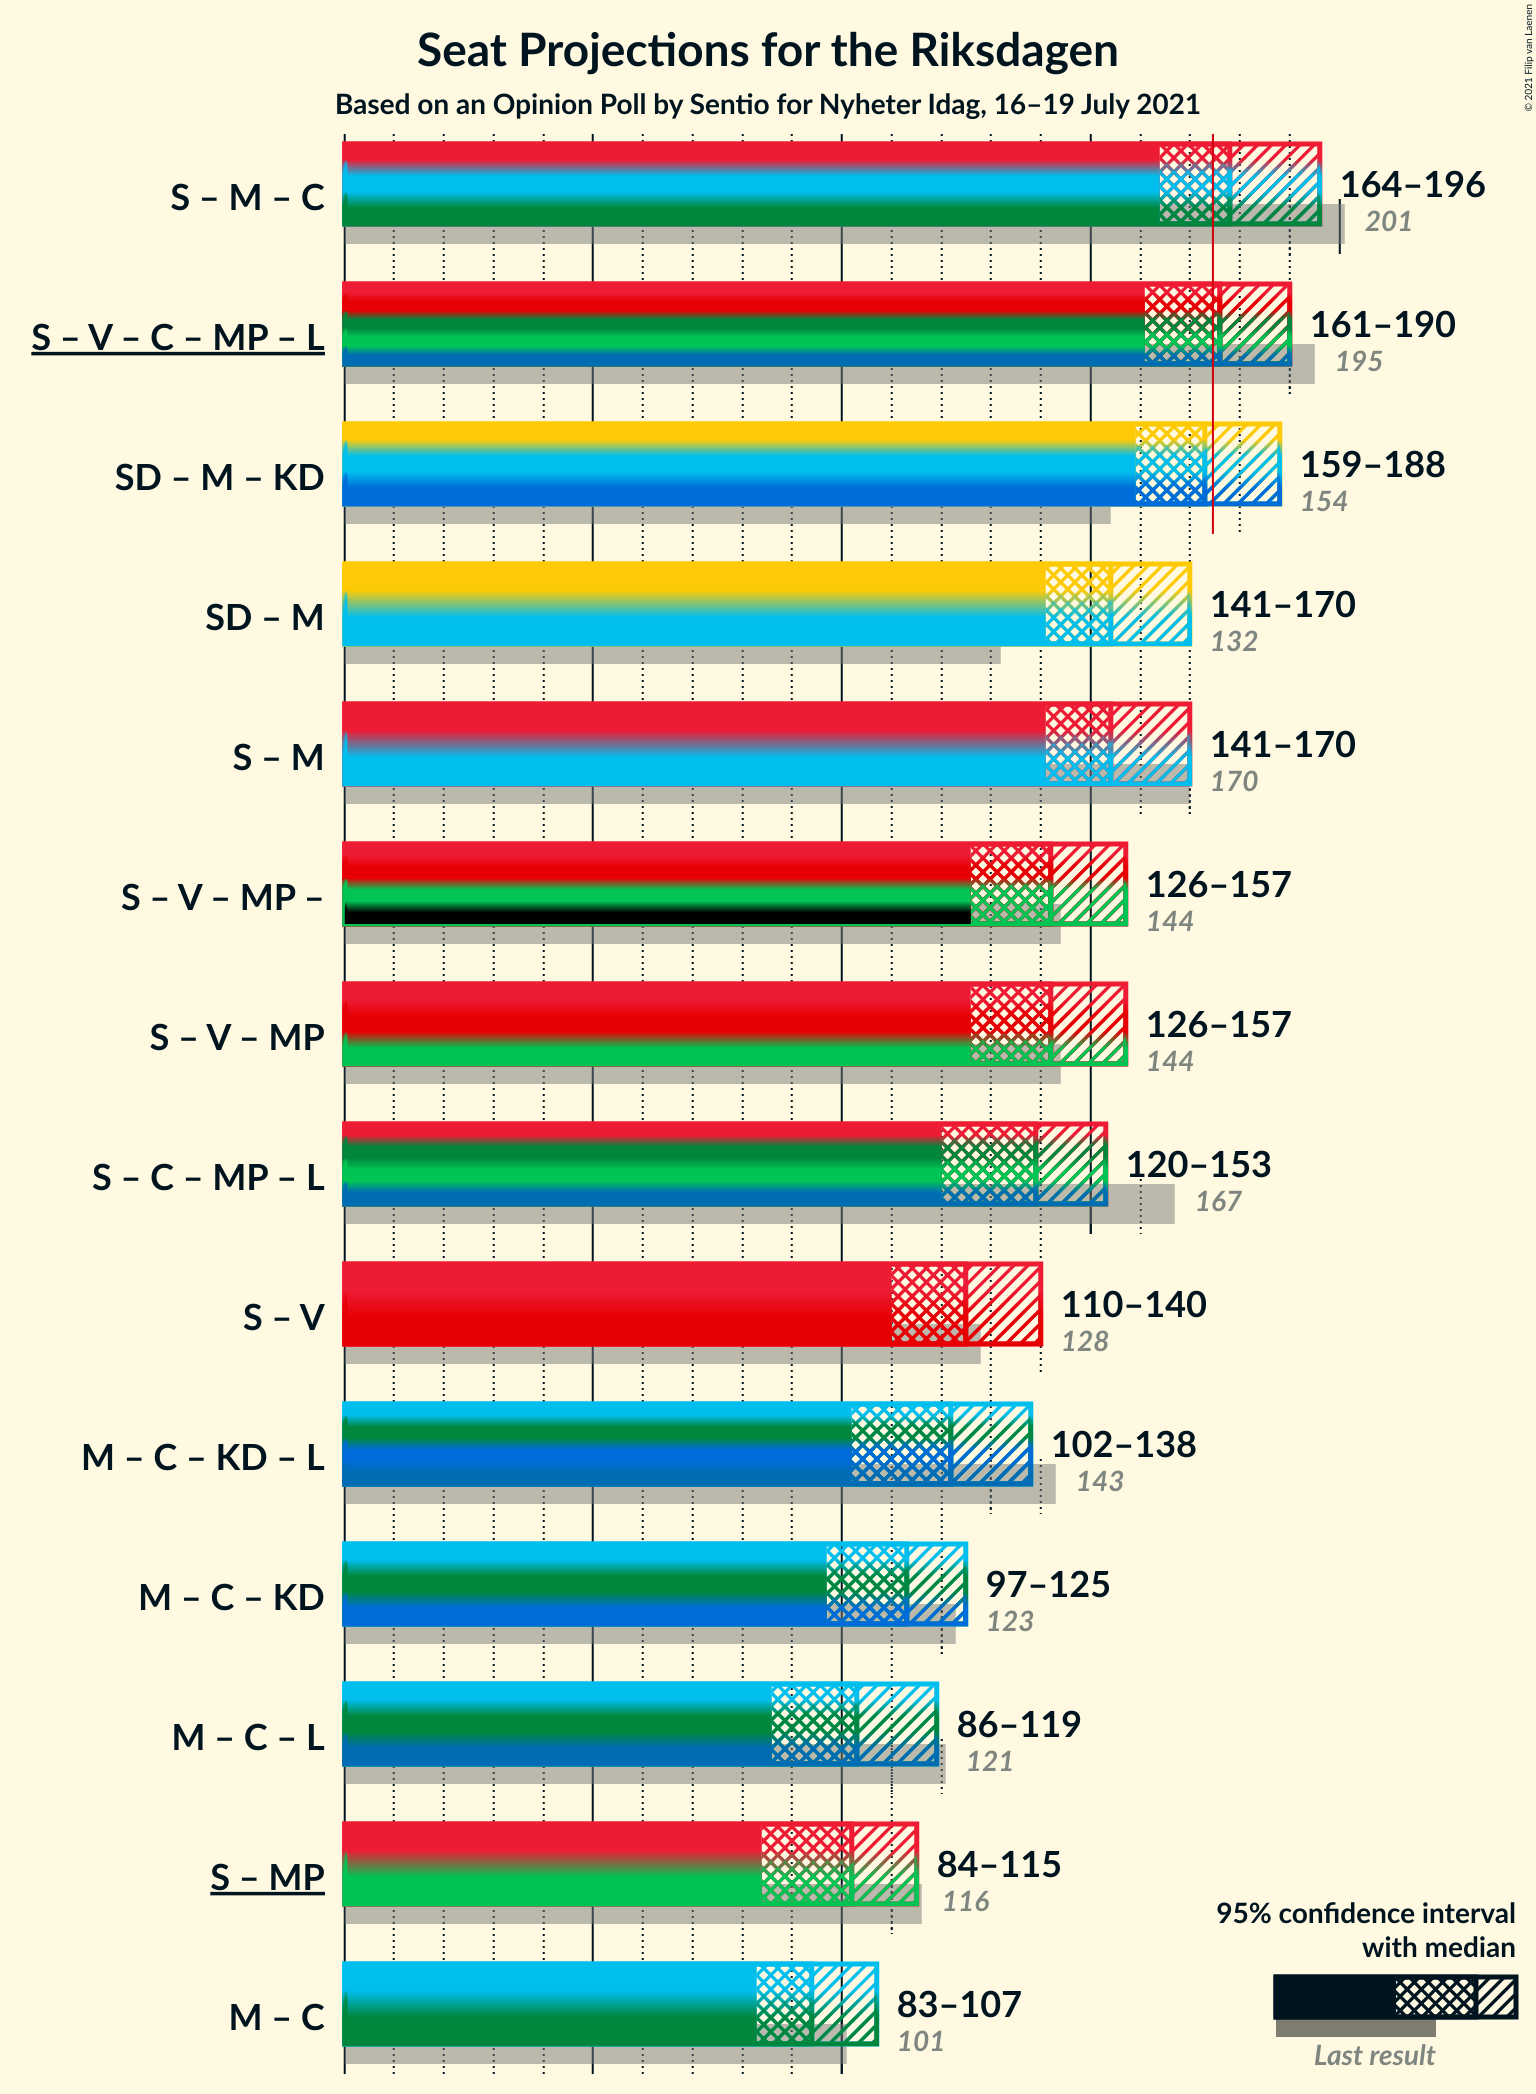 Seat Projections for the Riksdagen
Based on an Opinion Poll by Sentio for Nyheter Idag, 16–19 July 2021
© 2021 Filip van Laenen
S – M – C
164–196
201
S – V – C – MP – L
161–190
195
SD – M – KD
159–188
154
SD – M
141–170
132
S – M
141–170
170
S – V – MP –
126–157
144
S – V – MP
126–157
144
S – C – MP – L
120–153
167
S – V
110–140
128
M – C – KD – L
102–138
143
M – C – KD
97–125
123
M – C – L
86–119
121
S – MP
84–115
116
M – C
83–107
101
95% confidence interval
with median
Last result